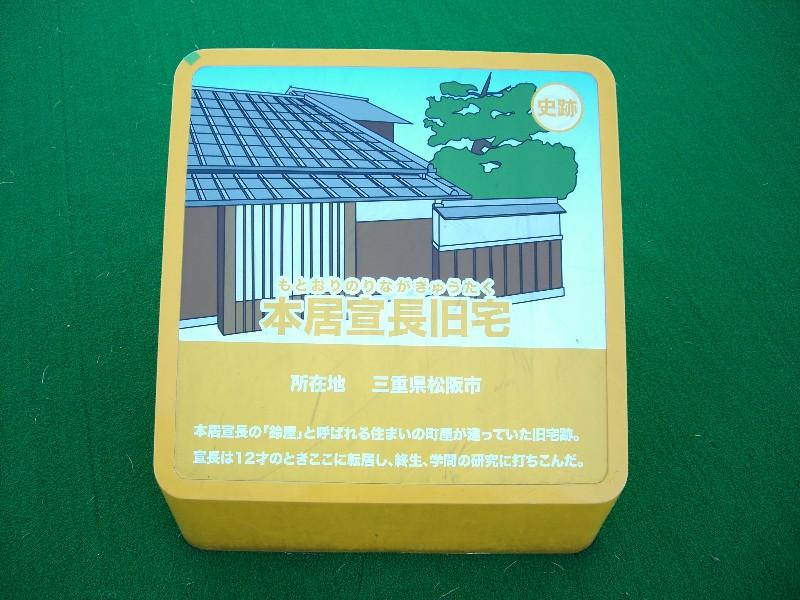 史跡
もとおりのりながきゅうたく
本居宣長旧宅
所在地 三重県松阪市
本居宣長の「鈴屋」と呼ばれる住まいの町屋が建っていた旧宅跡。
宣長は12才のときここに転居し、終生、学問の研究に打ちこんだ。